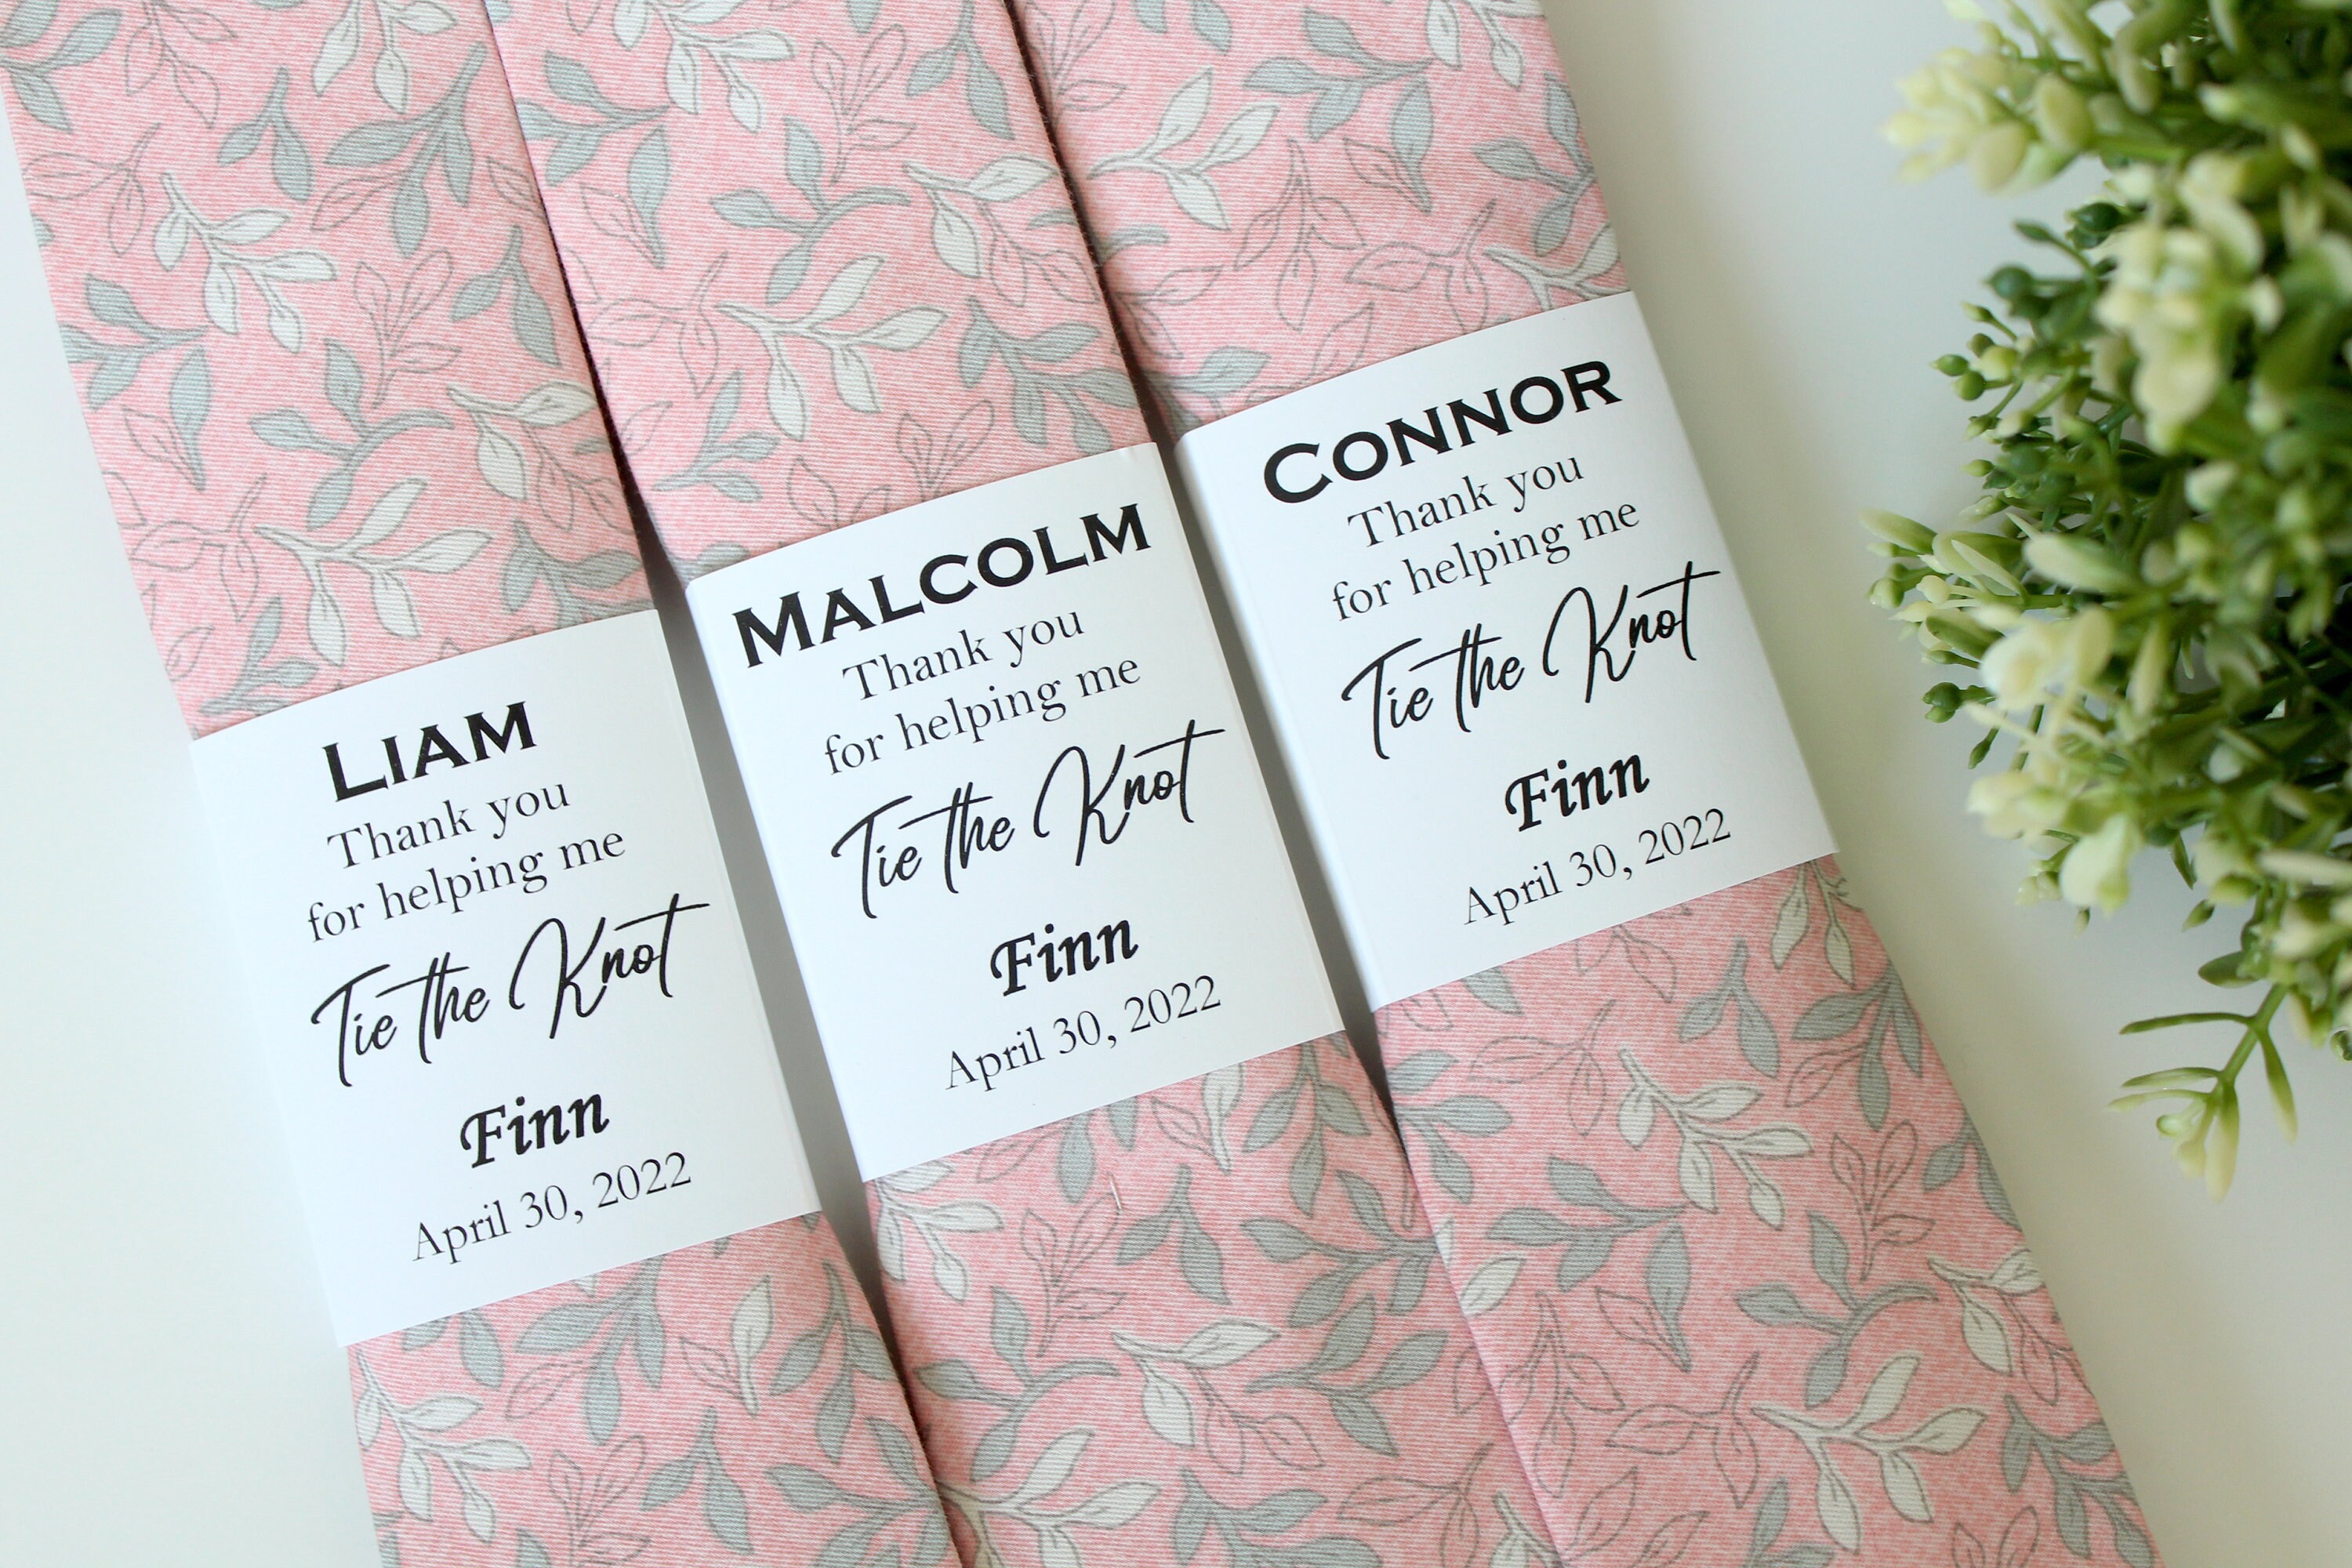 LIAM
Thank you
for helping me
Tie the Knot
Finn
April 30, 2022
MALCOLM
Thank you
for helping me
Tie the Knot
Finn
April 30, 2022
CONNOR
Thank you
for helping me
Tie the Knot
Finn
April 30, 2022